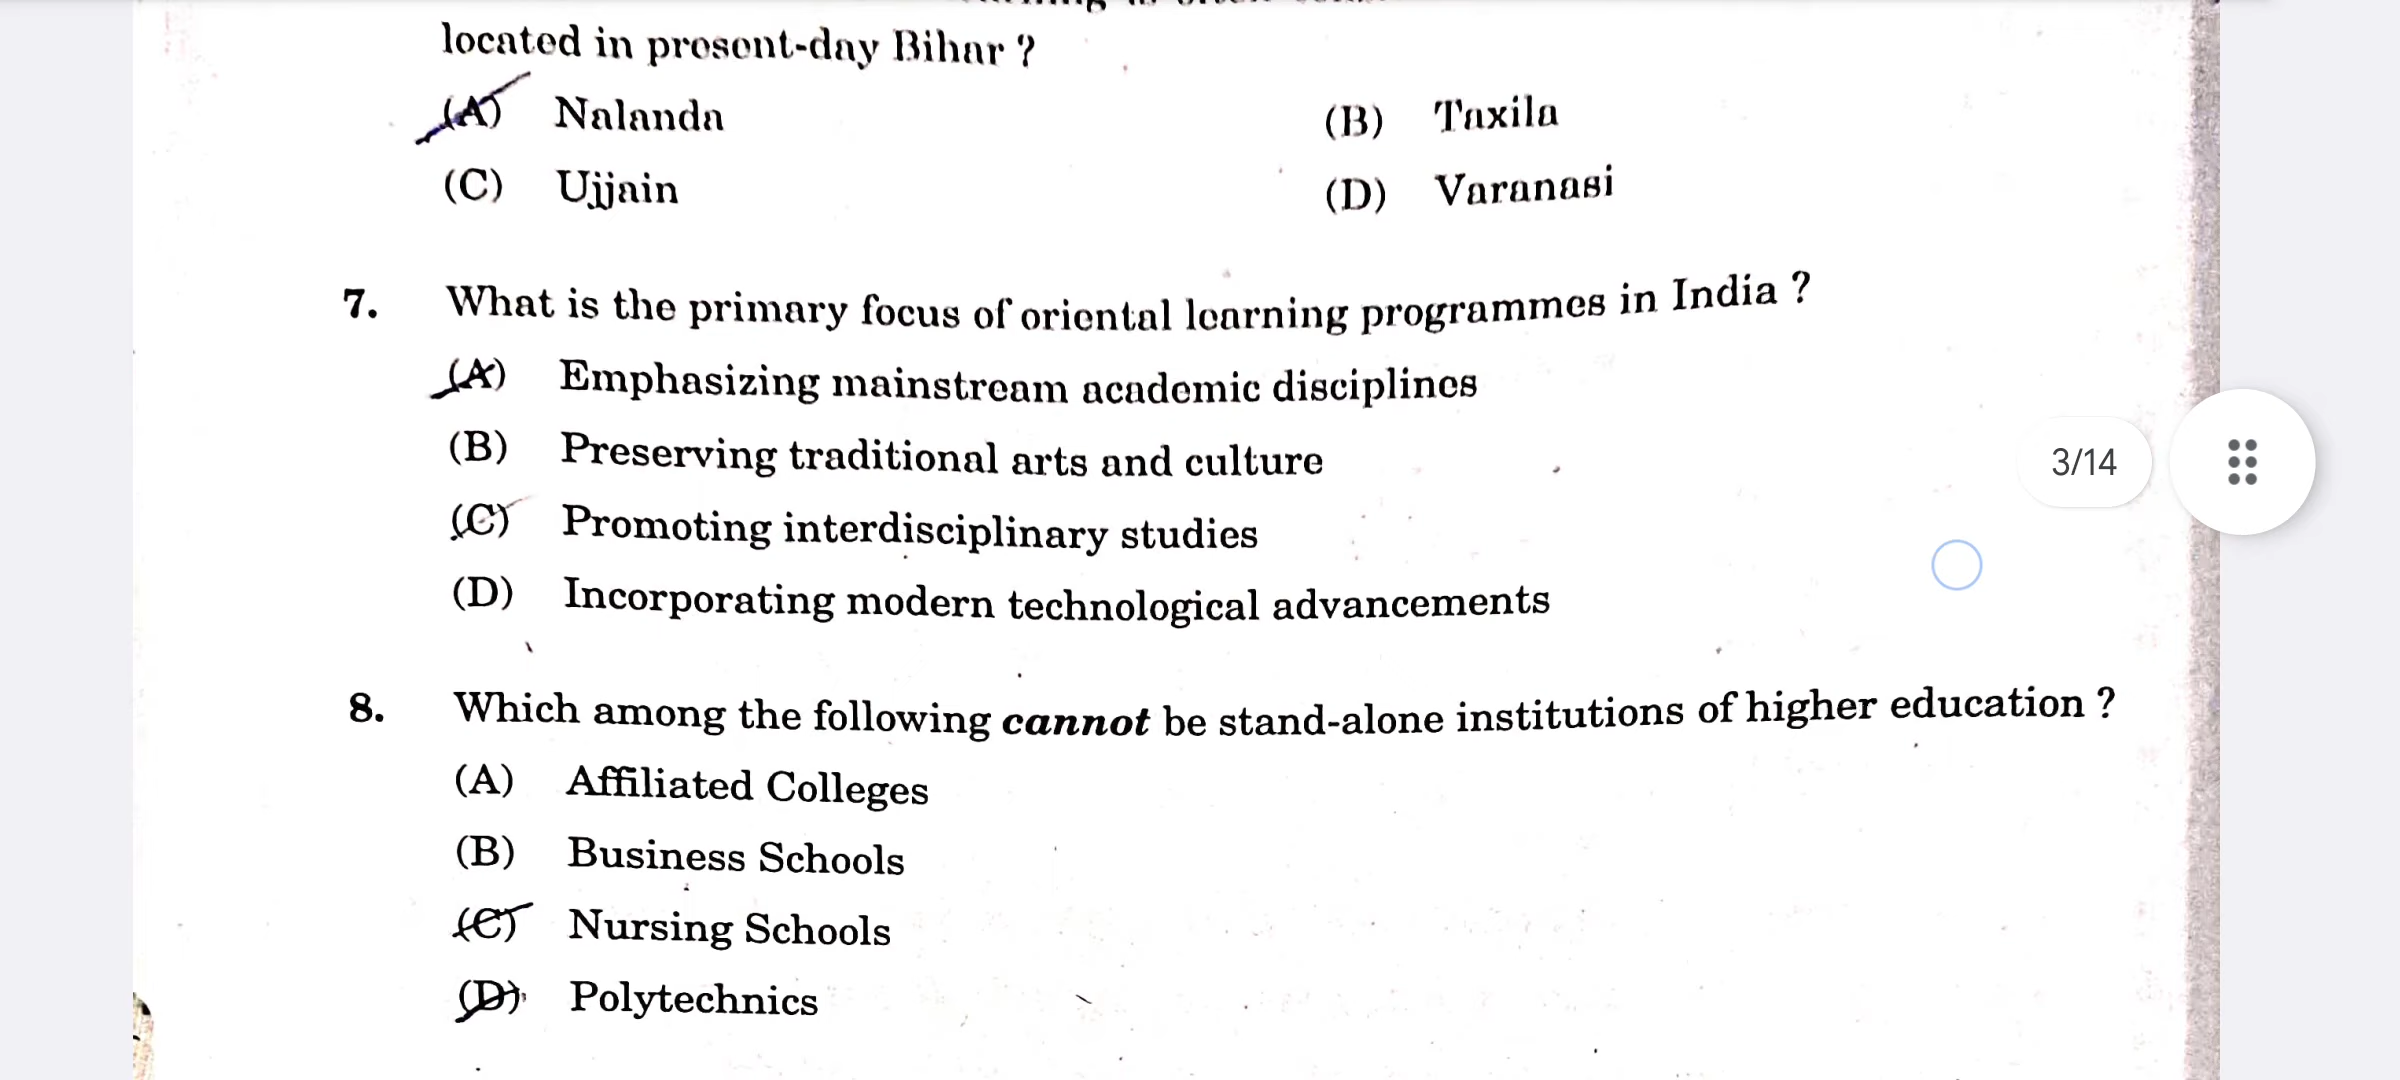 located in present-day Bihar ?
(A) Nalanda
(B) Taxila
(C) Ujjain
(D) Varanasi
7. What is the primary focus of oriental learning programmes in India ?
(A) Emphasizing mainstream academic disciplines
(B) Preserving traditional arts and culture
3/14
(C) Promoting interdisciplinary studies
(D) Incorporating modern technological advancements
8. Which among the following cannot be stand-alone institutions of higher education ?
(A) Affiliated Colleges
(B) Business Schools
(C) Nursing Schools
(D) Polytechnics